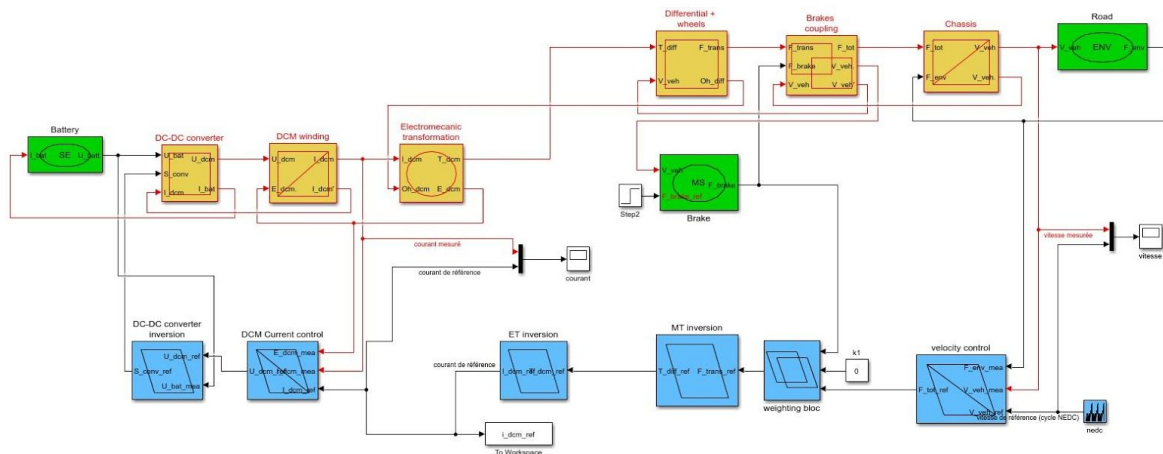 Differential +
wheels
Brakes
coupling
Chassis
Road
T_diff
F_trans
V_veh
Oh_diff
F_trans
F_tot
F_brake
V_veh
V_veh
V_veh'
F_tot
V_veh
F_env
V_veh
V_veh
ENV
F_env
Battery
DC-DC converter
DCM winding
Electromecanic
transformation
I_bat
SE
U_batt
U_bat
U_dcm
S_conv
I_dcm
I_bat
U_dcm
I_dcm
E_dcm
I_dcm'
I_dcm
T_dcm
Oh_dcm
E_dcm
V_veh
MS
F_brake
F_brake_ref
Step2
Brake
courant mesuré
courant de référence
courant
vitesse mesurée
vitesse
DC-DC converter
inversion
DCM Current control
ET inversion
MT inversion
k1
0
velocity control
U_dcm_ref
S_conv_ref
U_bat_mea
E_dcm_mea
U_dcm_ref
I_dcm_mea
I_dcm_ref
courant de référence
I_dcm_ref
T_dcm_ref
T_diff_ref
F_trans_ref
weighting bloc
F_env_mea
F_tot_ref
V_veh_mea
V_veh_ref
vitesse de référence (cycle NEDC)
nedc
i_dcm_ref
To Workspace